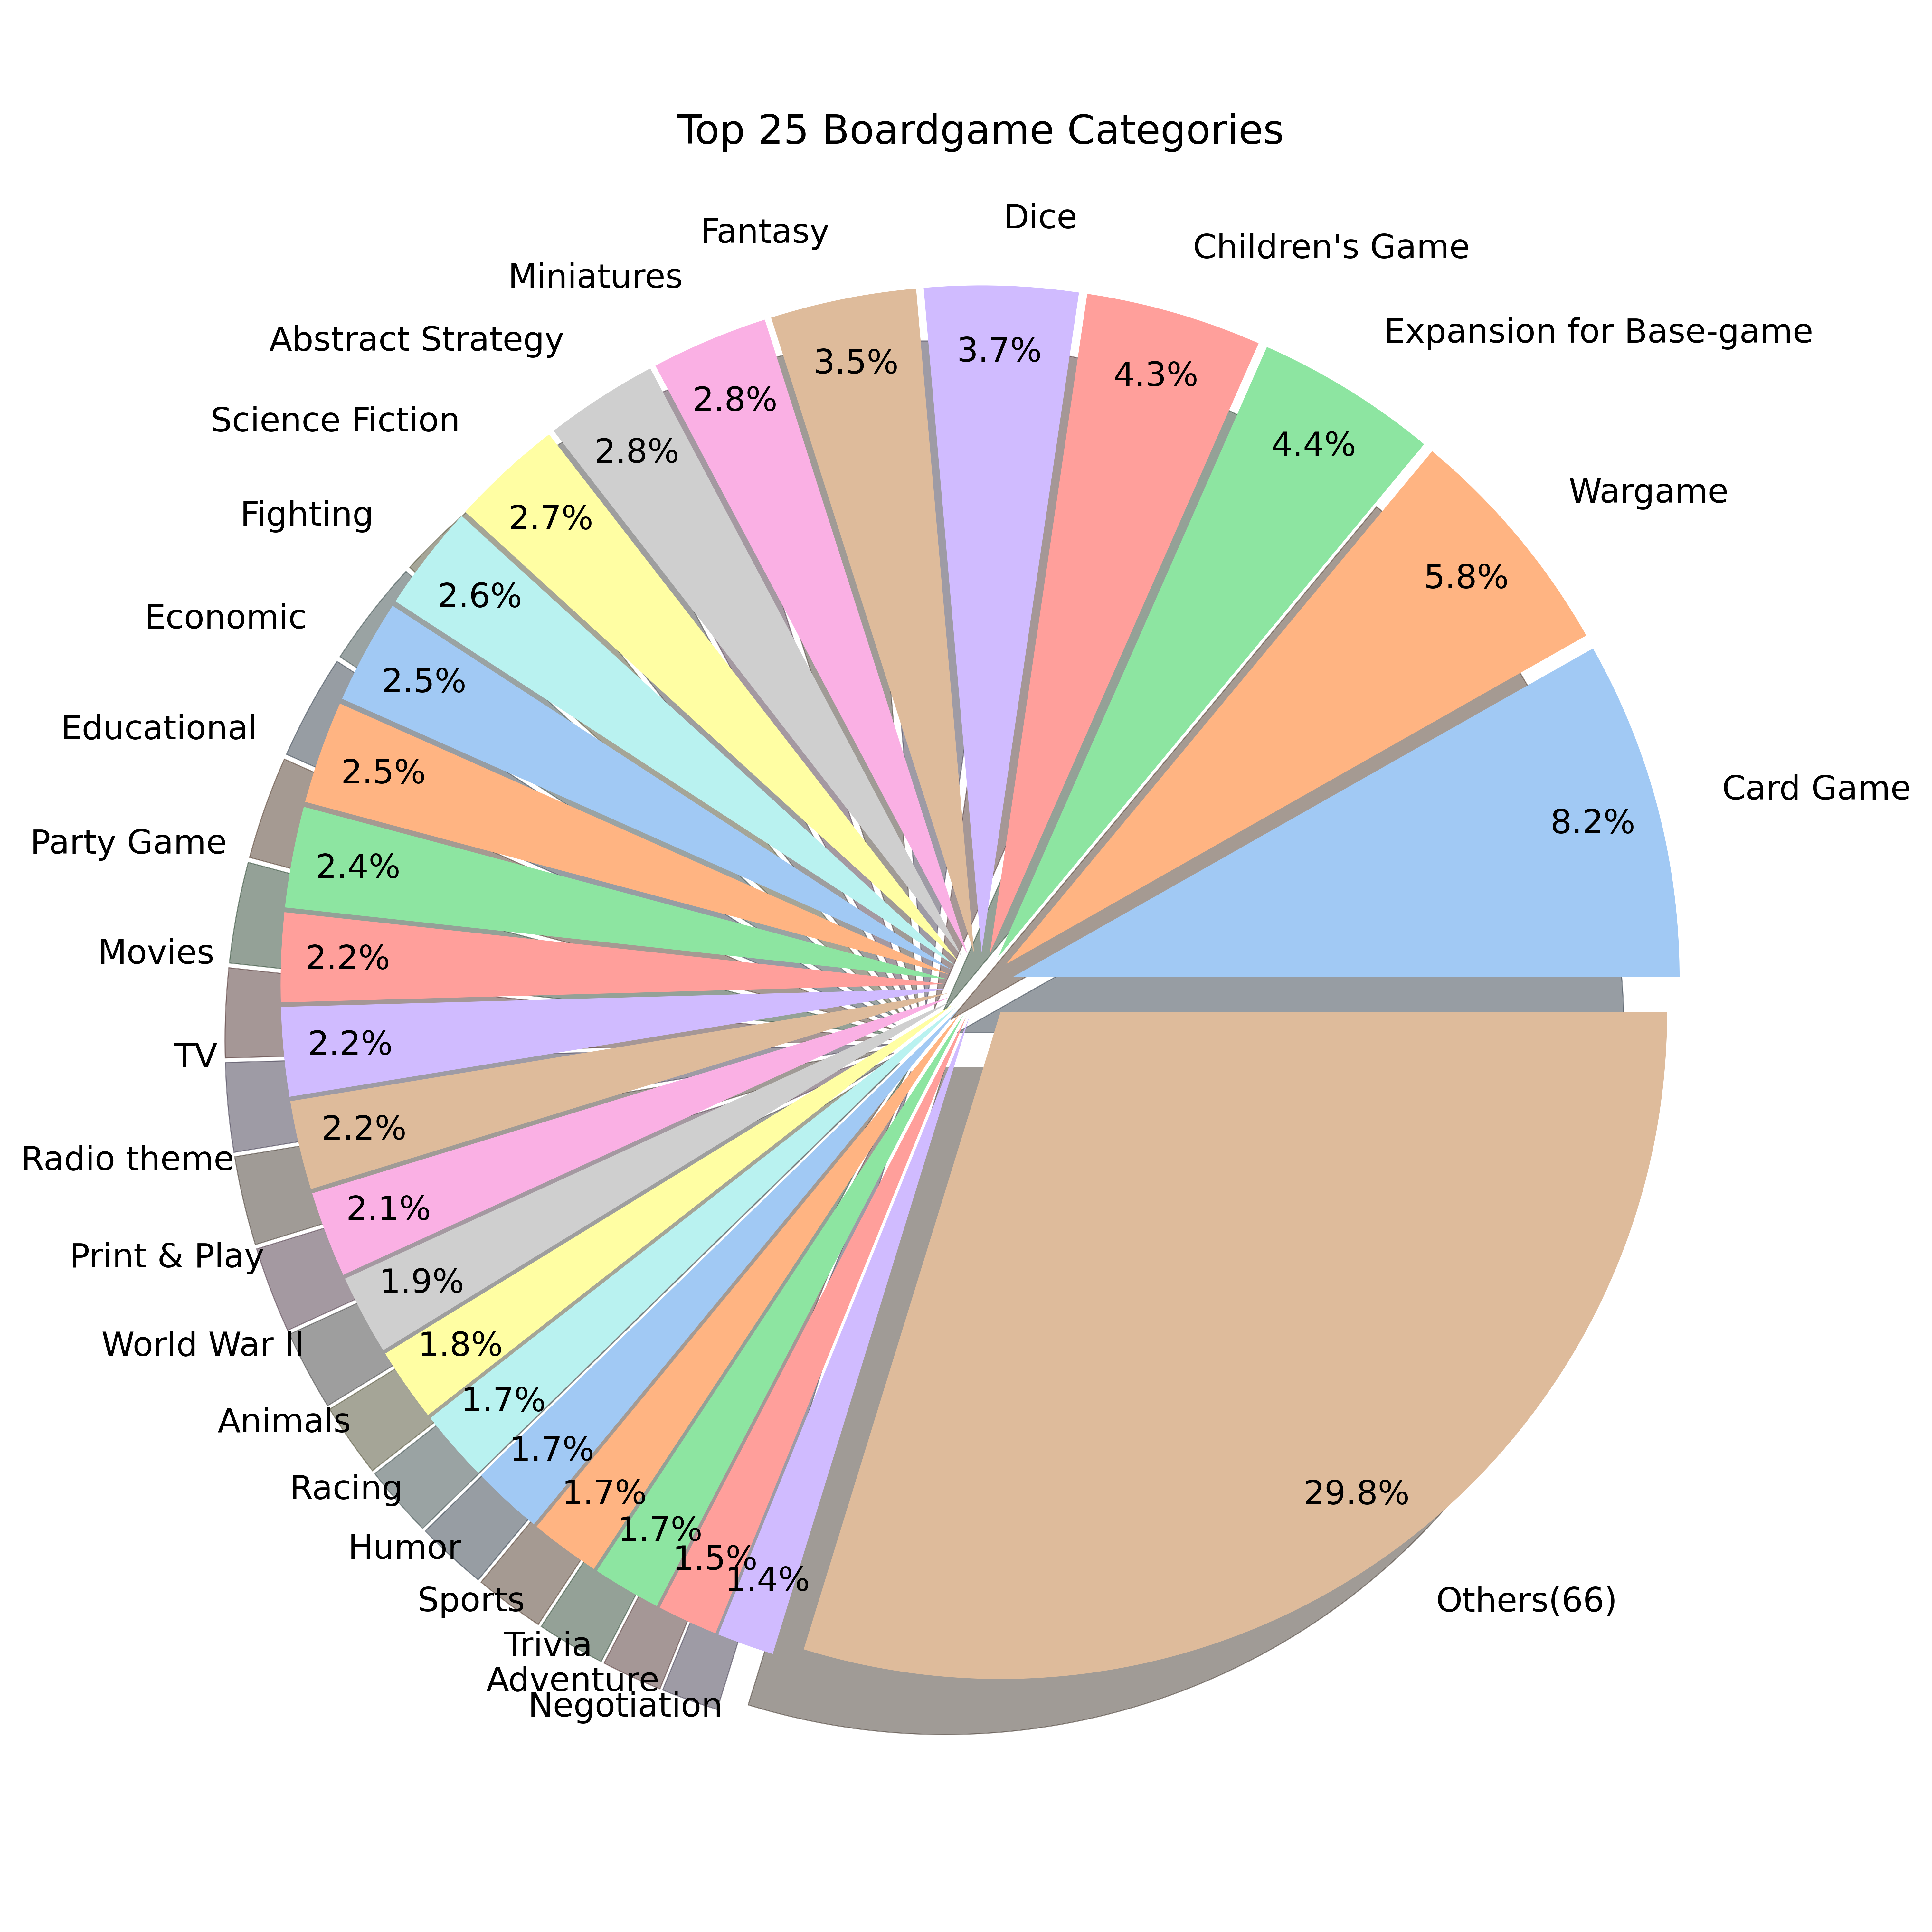 Top 25 Boardgame Categories
Card Game
8.2%
Wargame
5.8%
Expansion for Base-game
4.4%
Children's Game
4.3%
Dice
3.7%
Fantasy
3.5%
Miniatures
2.8%
Abstract Strategy
2.8%
Science Fiction
2.7%
Fighting
2.6%
Economic
2.5%
Educational
2.5%
Party Game
2.4%
Movies
2.2%
TV
2.2%
Radio theme
2.2%
Print & Play
2.1%
World War II
1.9%
Animals
1.8%
Racing
1.7%
Humor
1.7%
Sports
1.7%
Trivia
1.7%
Adventure
1.5%
Negotiation
1.4%
Others(66)
29.8%